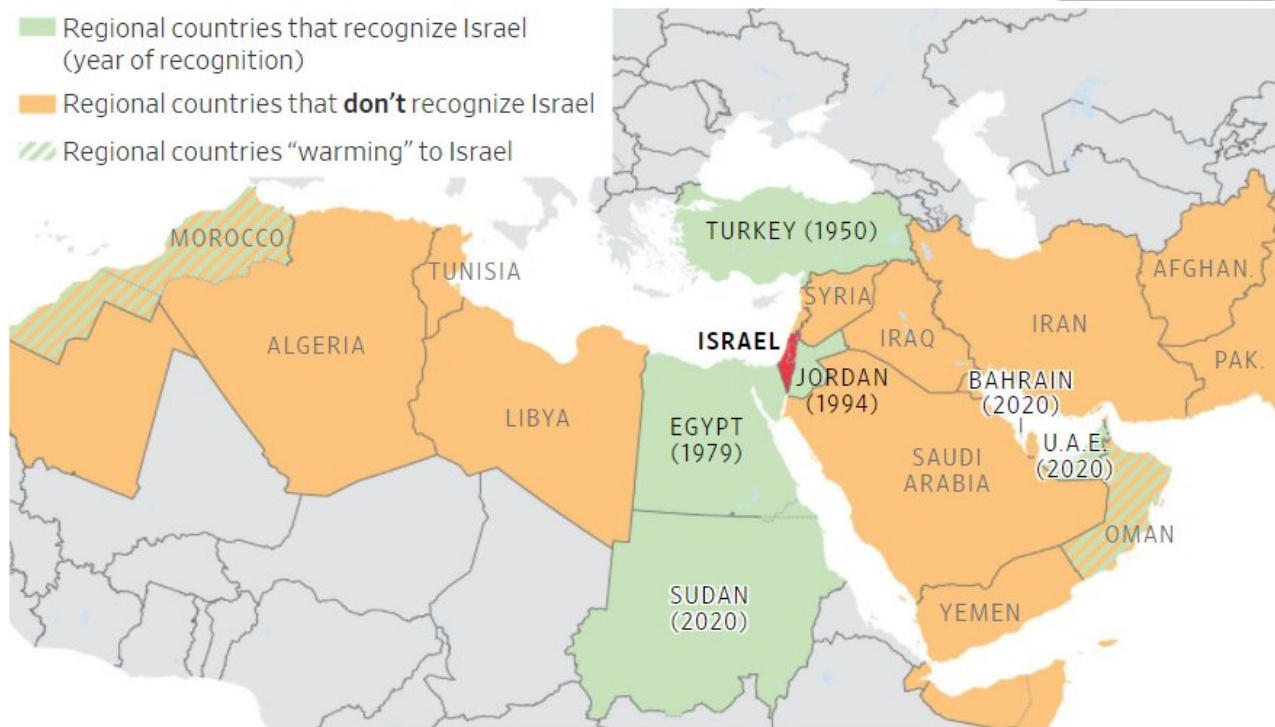 Regional countries that recognize Israel
(year of recognition)
Regional countries that don't recognize Israel
Regional countries “warming” to Israel
MOROCCO
ALGERIA
TUNISIA
LIBYA
TURKEY (1950)
SYRIA
ISRAEL
IRAQ
IRAN
AFGHAN.
PAK.
JORDAN
(1994)
BAHRAIN
(2020)
EGYPT
(1979)
SAUDI
ARABIA
U.A.E.
(2020)
OMAN
SUDAN
(2020)
YEMEN